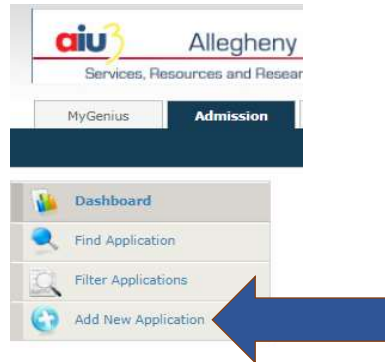 aiu3 Allegheny
Services, Resources and Resear
MyGenius Admission
Dashboard
Find Application
Filter Applications
Add New Application